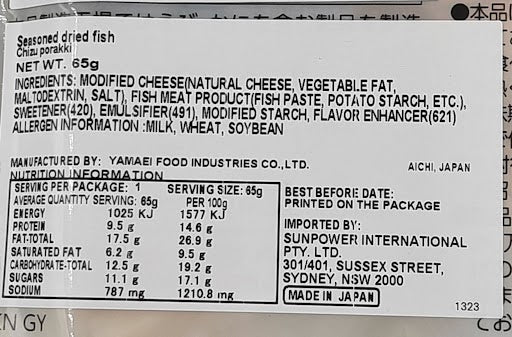 ●本品
Seasoned dried fish
Chizu porakki
NET WT. 65g
INGREDIENTS: MODIFIED CHEESE(NATURAL CHEESE, VEGETABLE FAT,
MALTODEXTRIN, SALT), FISH MEAT PRODUCT(FISH PASTE, POTATO STARCH, ETC.),
SWEETENER(420), EMULSIFIER(491), MODIFIED STARCH, FLAVOR ENHANCER(621)
ALLERGEN INFORMATION :MILK, WHEAT, SOYBEAN
MANUFACTURED BY: YAMAEI FOOD INDUSTRIES CO.,LTD.
AICHI, JAPAN
NUTRITION INFORMATION
SERVING PER PACKAGE: 1 SERVING SIZE: 65g
AVERAGE QUANTITY SERVING: 65g PER 100g
ENERGY 1025 KJ 1577 KJ
PROTEIN 9.5 g 14.6 g
FAT-TOTAL 17.5 g 26.9 g
SATURATED FAT 6.2 g 9.5 g
CARBOHYDRATE-TOTAL 12.5 g 19.2 g
SUGARS 11.1 g 17.1 g
SODIUM 787 mg 1210.8 mg
BEST BEFORE DATE:
PRINTED ON THE PACKAGE
IMPORTED BY:
SUNPOWER INTERNATIONAL
PTY. LTD.
301/401, SUSSEX STREET,
SYDNEY, NSW 2000
MADE IN JAPAN
1323
EN GY
てお